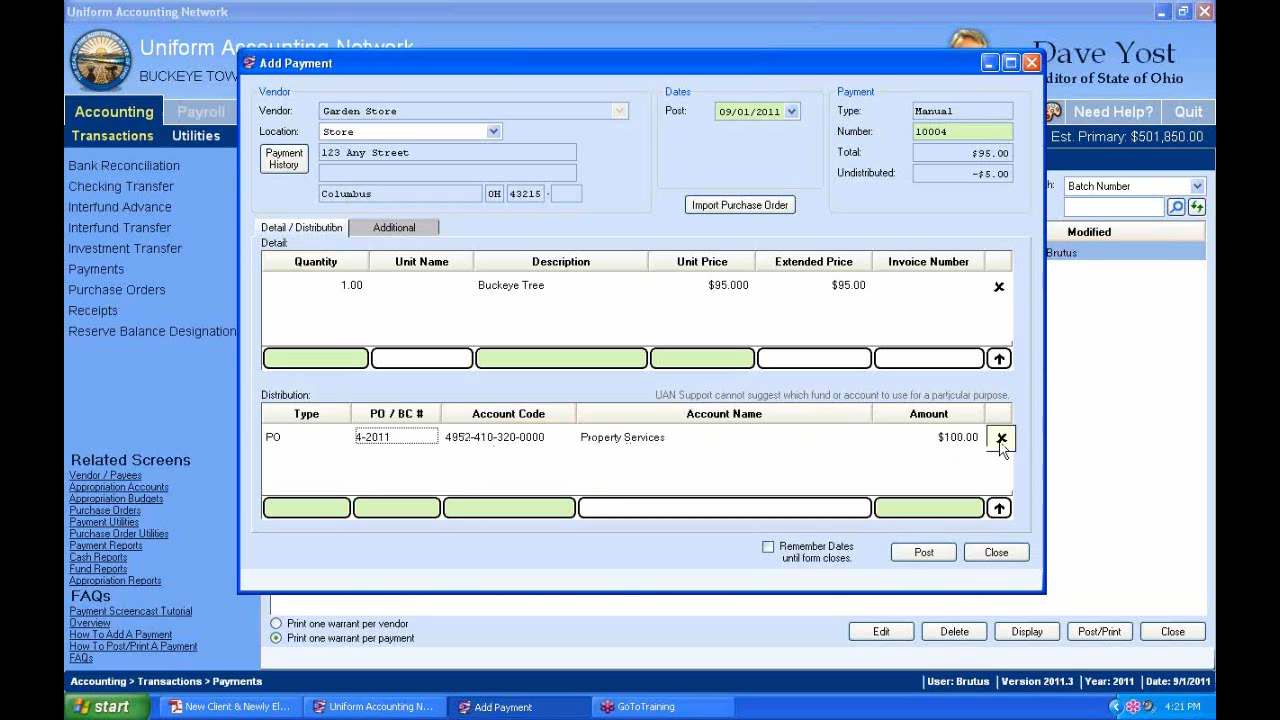 Uniform Accounting Network
Uniform Accounting Network
BUCKEYE TOW
Dave Yost
ditor of State of Ohio
Accounting
Payroll
Need Help?
Quit
Transactions
Utilities
Est. Primary: $501,850.00
Bank Reconciliation
Checking Transfer
Interfund Advance
Interfund Transfer
Investment Transfer
Payments
Purchase Orders
Receipts
Reserve Balance Designation
Related Screens
Vendor / Payees
Appropriation Accounts
Appropriation Budgets
Purchase Orders
Payment Utilities
Purchase Order Utilities
Payment Reports
Cash Reports
Fund Reports
Appropriation Reports
FAQs
Payment Screencast Tutorial
Overview
How To Add A Payment
How To Post/Print A Payment
FAQs
Add Payment
Vendor
Vendor: Garden Store
Location: Store
Payment
History
123 Any Street
Columbus OH 43215 -
Dates
Post: 09/01/2011
Import Purchase Order
Payment
Type: Manual
Number: 10004
Total: $95.00
Undistributed: -$5.00
Detail / Distribution
Additional
Detail:
Quantity Unit Name Description Unit Price Extended Price Invoice Number
1.00 Buckeye Tree $95.000 $95.00
Distribution:
UAN Support cannot suggest which fund or account to use for a particular purpose.
Type PO / BC # Account Code Account Name Amount
PO 4-2011 4952-410-320-0000 Property Services $100.00
Remember Dates
until form closes.
Post
Close
h:
Batch Number
Modified
Brutus
Print one warrant per vendor
Print one warrant per payment
Edit
Delete
Display
Post/Print
Close
Accounting > Transactions > Payments
User: Brutus
Version 2011.3
Year: 2011
Date: 9/1/2011
start
New Client & Newly El...
Uniform Accounting N...
Add Payment
GoToTraining
4:21 PM